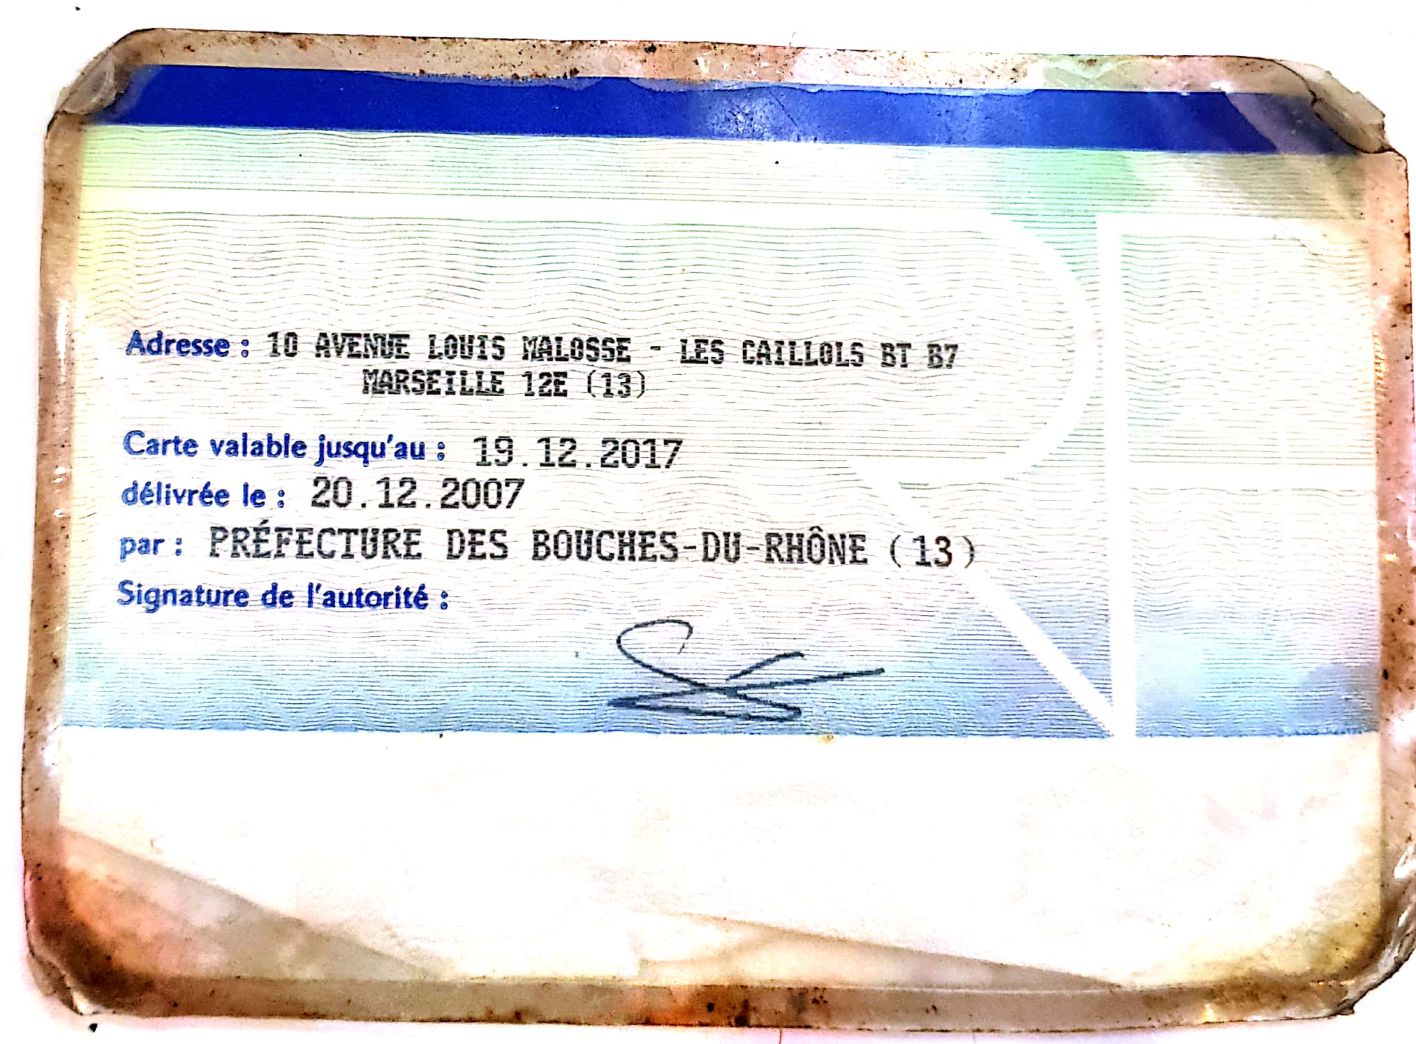 Adresse : 10 AVENUE LOUIS MALOSSE - LES CAILLOLS BT B7
MARSEILLE 12E (13)
Carte valable jusqu'au : 19.12.2017
délivrée le : 20.12.2007
par : PRÉFECTURE DES BOUCHES-DU-RHÔNE (13)
Signature de l'autorité :
RF